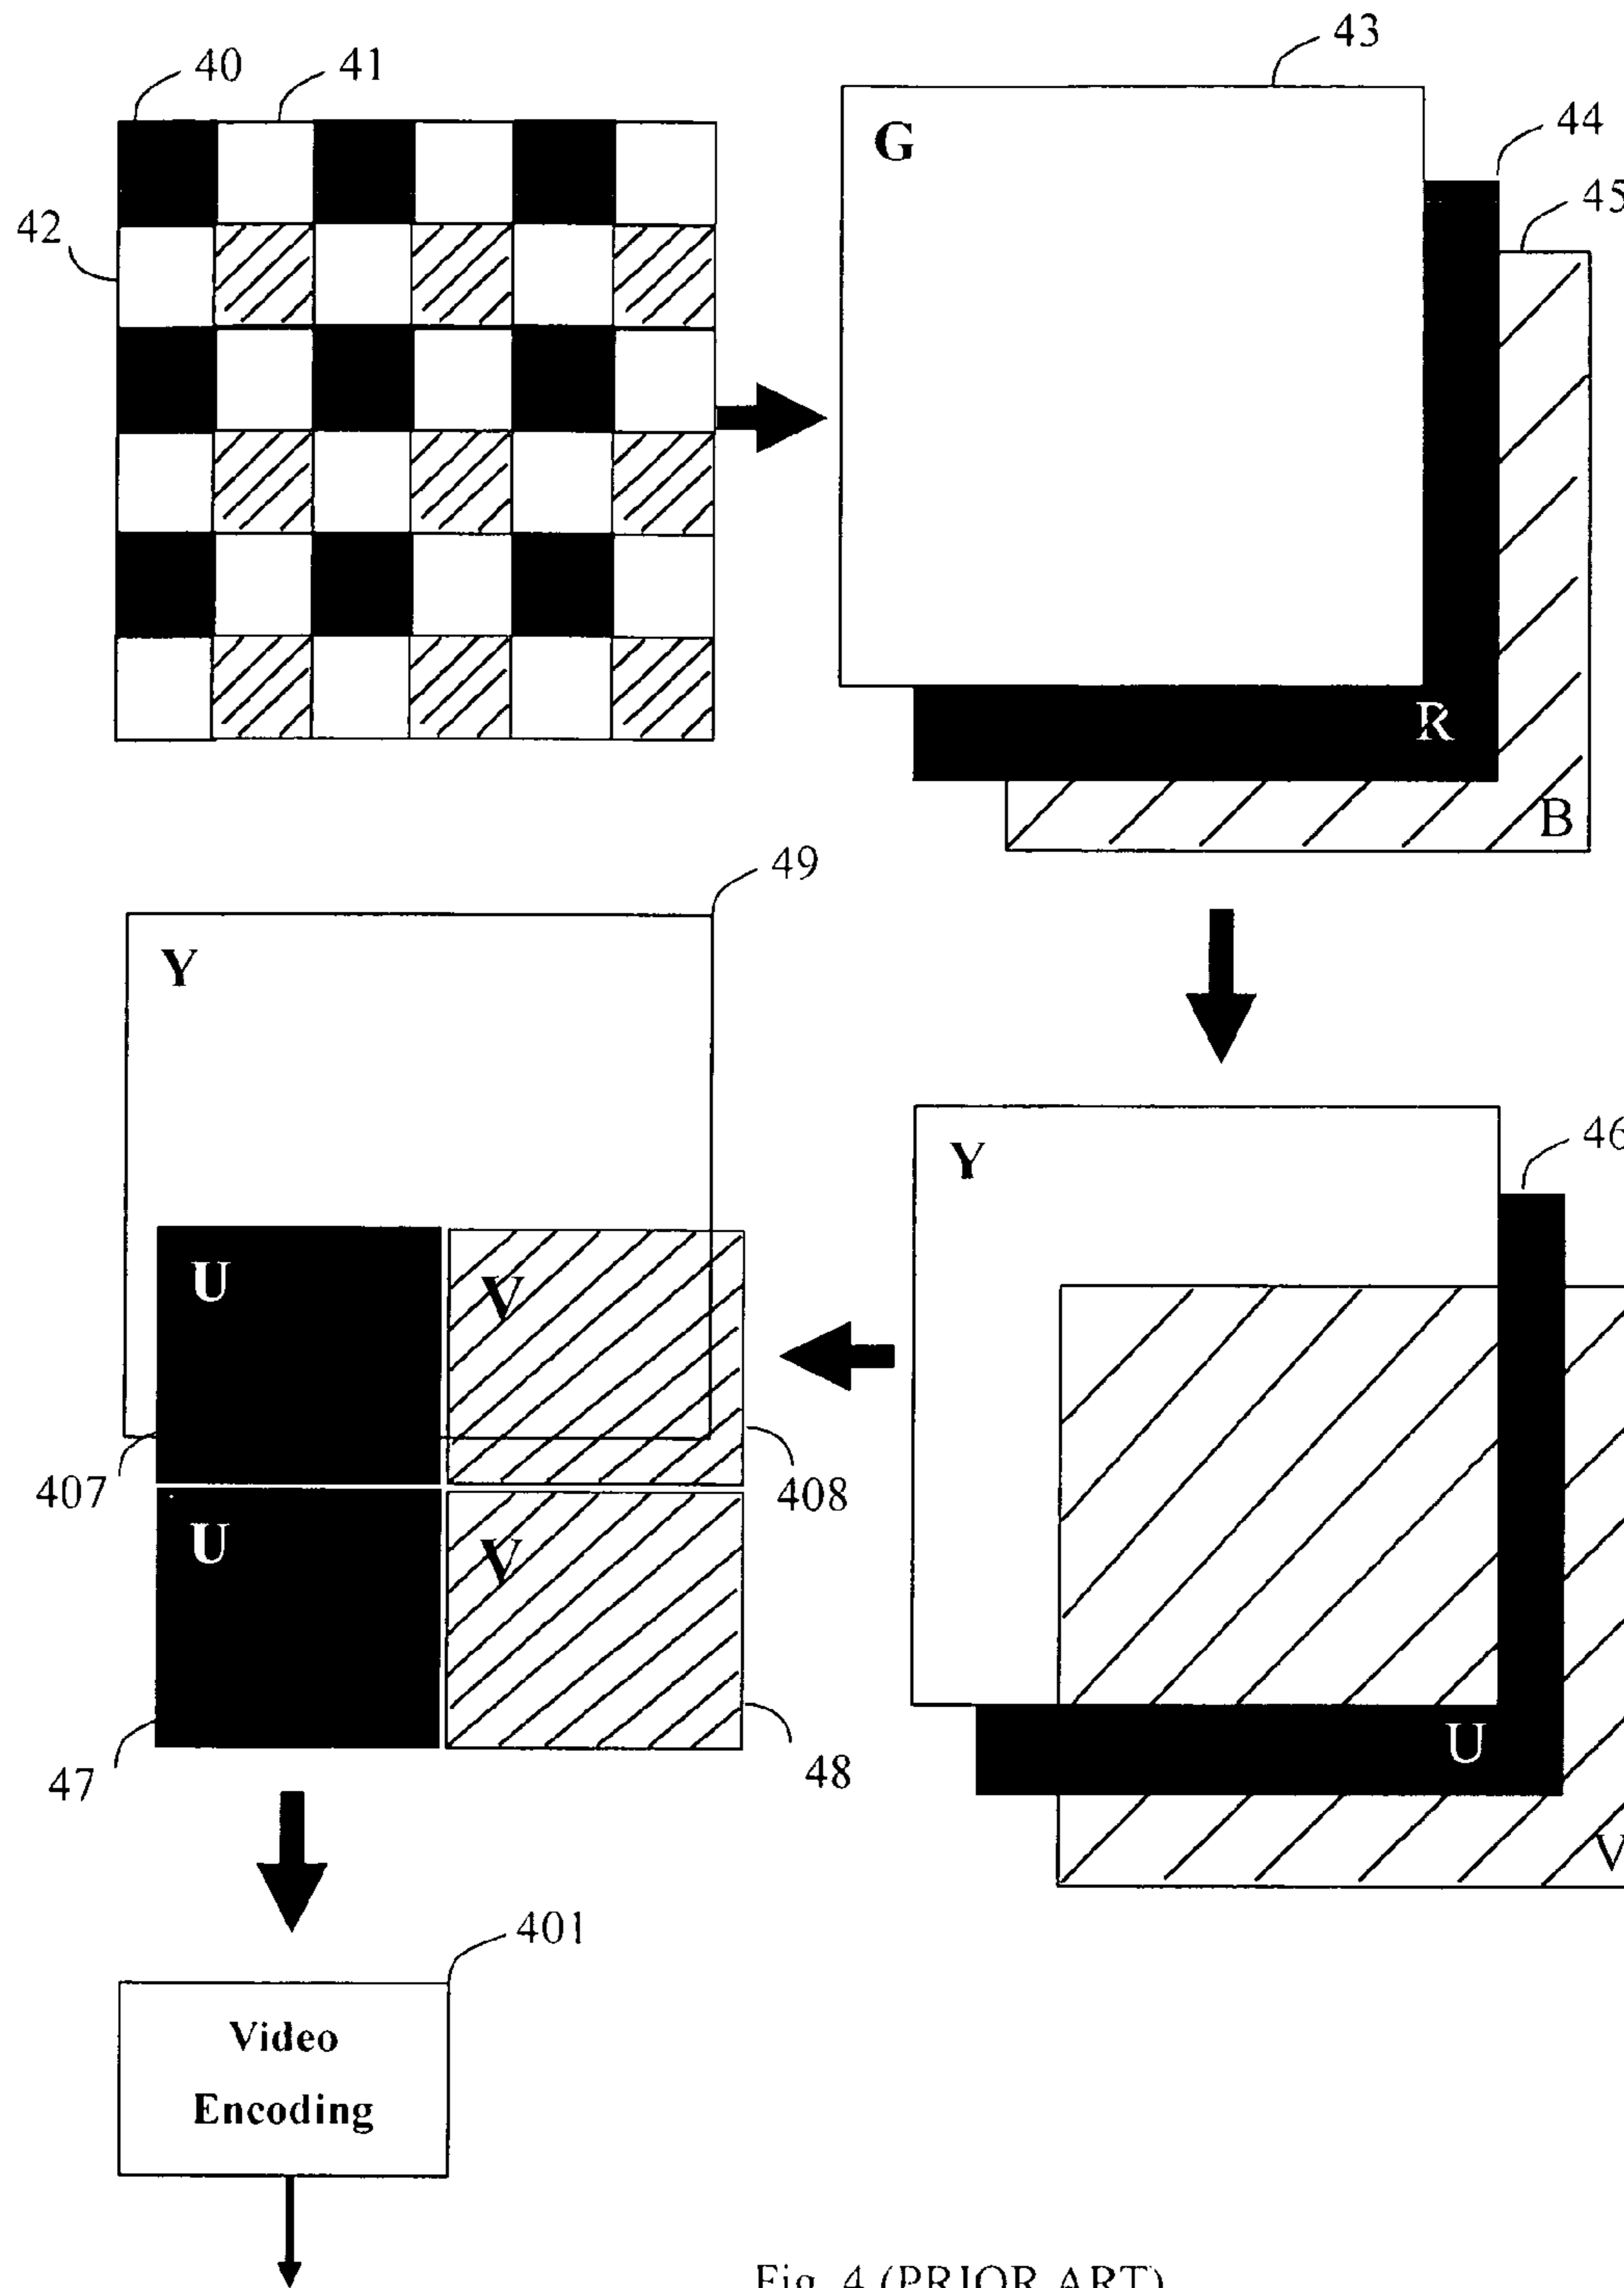 40
41
43
44
45
42
G
R
B
49
Y
Y
46
U
V
407
408
U
V
47
48
U
V
401
Video
Encoding
Fig. 4 (PRIOR ART)